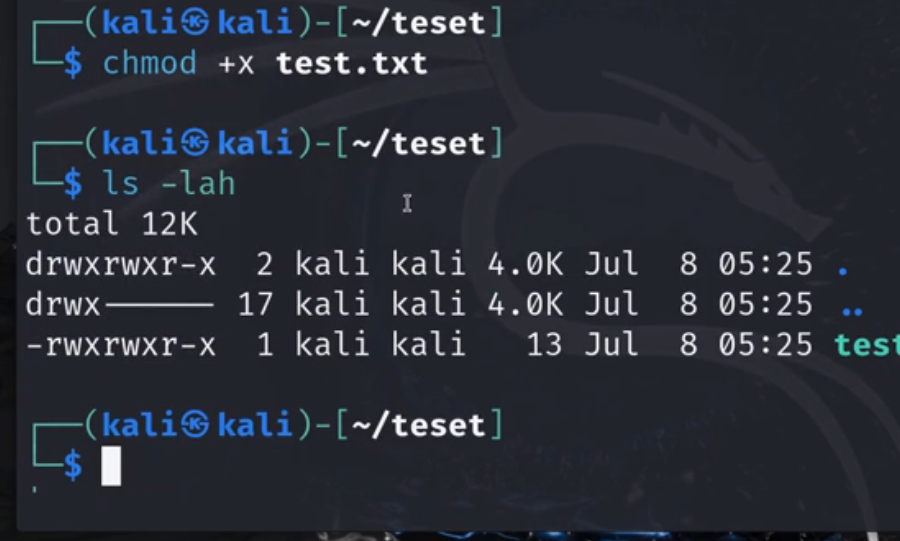 ┌──(kali㉿kali)-[~/teset]
└─$ chmod +x test.txt
┌──(kali㉿kali)-[~/teset]
└─$ ls -lah
total 12K
drwxrwxr-x  2 kali kali 4.0K Jul  8 05:25 .
drwx------ 17 kali kali 4.0K Jul  8 05:25 ..
-rwxrwxr-x  1 kali kali   13 Jul  8 05:25 test
┌──(kali㉿kali)-[~/teset]
└─$